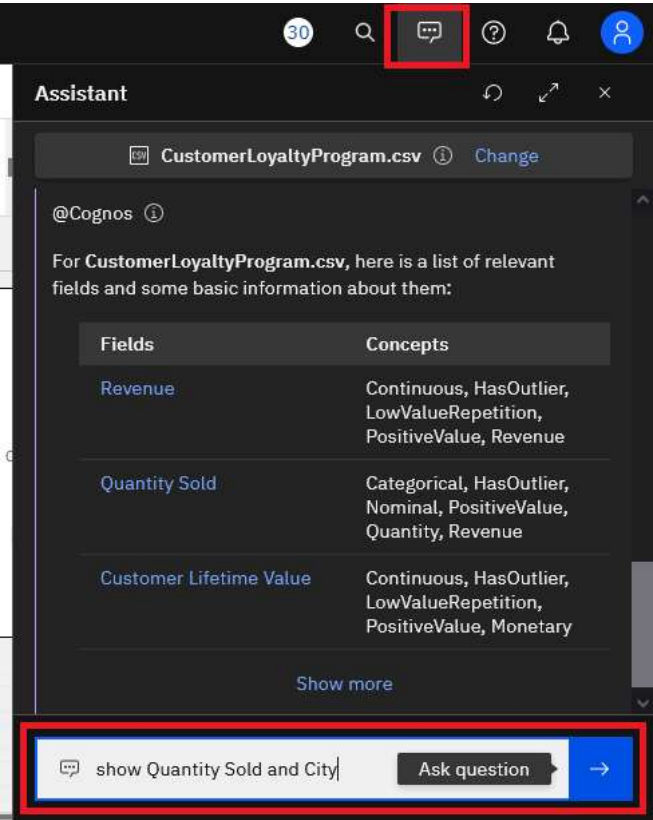 30
Assistant
CSV CustomerLoyaltyProgram.csv Change
@Cognos
For CustomerLoyaltyProgram.csv, here is a list of relevant
fields and some basic information about them:
Fields Concepts
Revenue Continuous, HasOutlier,
LowValueRepetition,
PositiveValue, Revenue
Quantity Sold Categorical, HasOutlier,
Nominal, PositiveValue,
Quantity, Revenue
Customer Lifetime Value Continuous, HasOutlier,
LowValueRepetition,
PositiveValue, Monetary
Show more
show Quantity Sold and City Ask question